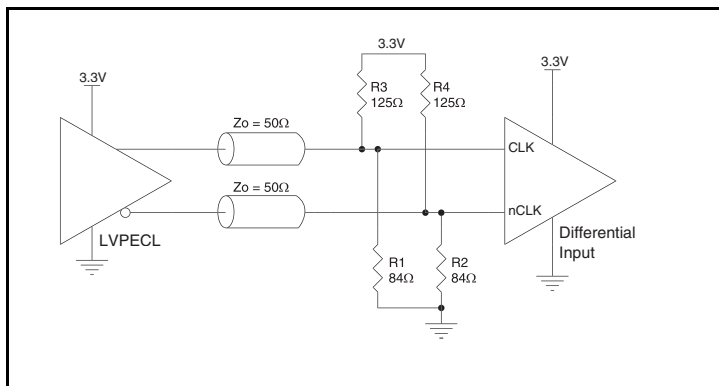 3.3V
3.3V
3.3V
R3
125Ω
R4
125Ω
Zo = 50Ω
CLK
Zo = 50Ω
nCLK
LVPECL
Differential
Input
R1
84Ω
R2
84Ω